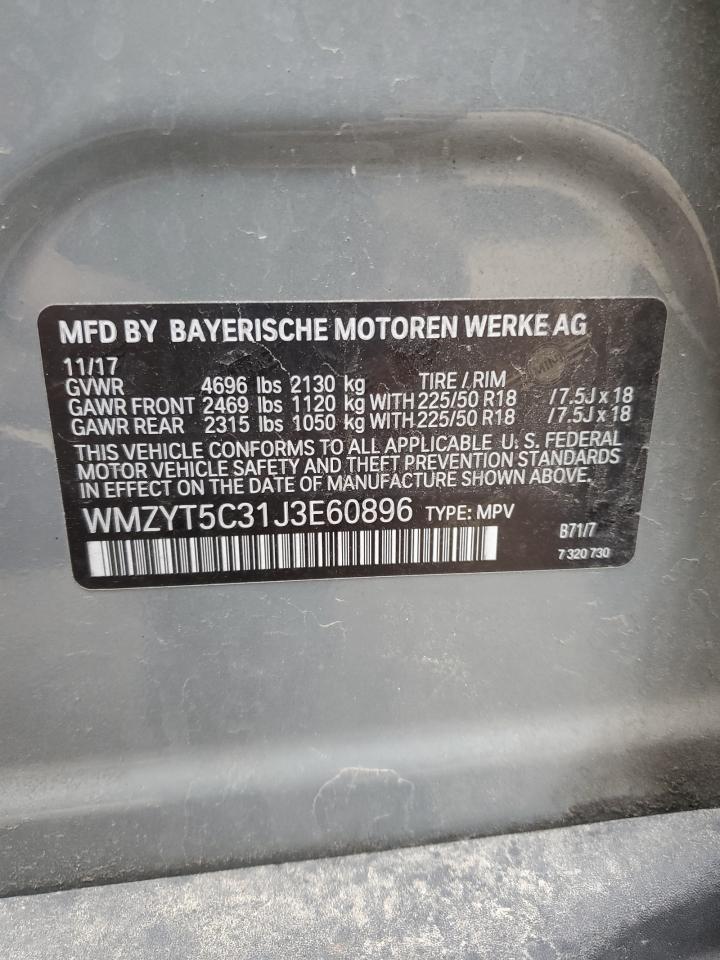 MFD BY BAYERISCHE MOTOREN WERKE AG
11/17
GVWR 4696 lbs 2130 kg TIRE / RIM
GAWR FRONT 2469 lbs 1120 kg WITH 225/50 R18 / 7.5J x 18
GAWR REAR 2315 lbs 1050 kg WITH 225/50 R18 / 7.5J x 18
THIS VEHICLE CONFORMS TO ALL APPLICABLE U. S. FEDERAL
MOTOR VEHICLE SAFETY AND THEFT PREVENTION STANDARDS
IN EFFECT ON THE DATE OF MANUFACTURE SHOWN ABOVE.
WMZYT5C31J3E60896 TYPE: MPV
B71/7
7 320 730
MINI